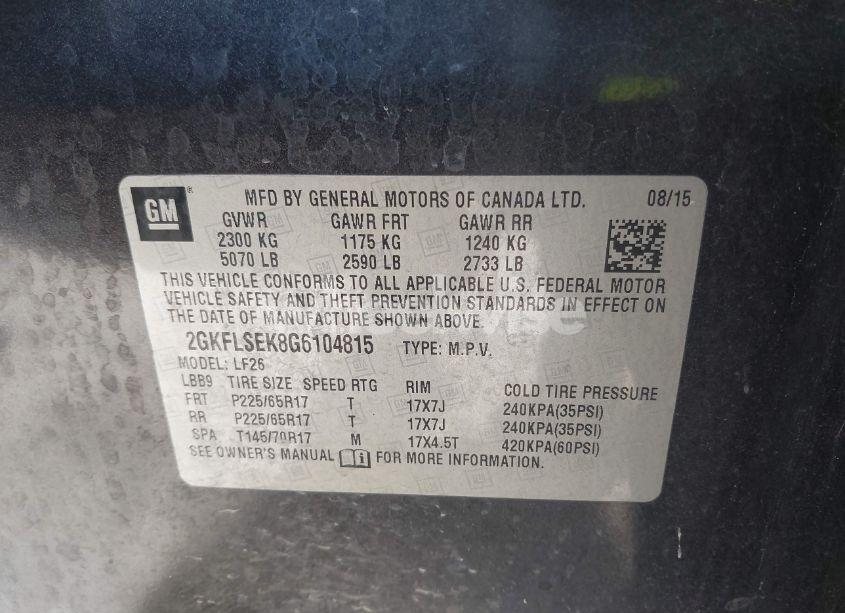 GM ® MFD BY GENERAL MOTORS OF CANADA LTD. 08/15
GVWR GAWR FRT GAWR RR
2300 KG 1175 KG 1240 KG
5070 LB 2590 LB 2733 LB
THIS VEHICLE CONFORMS TO ALL APPLICABLE U.S. FEDERAL MOTOR
VEHICLE SAFETY AND THEFT PREVENTION STANDARDS IN EFFECT ON
THE DATE OF MANUFACTURE SHOWN ABOVE.
2GKFLSEK8G6104815 TYPE: M.P.V.
MODEL: LF26
LBB9 TIRE SIZE SPEED RTG RIM COLD TIRE PRESSURE
FRT P225/65R17 T 17X7J 240KPA(35PSI)
RR P225/65R17 T 17X7J 240KPA(35PSI)
SPA T145/70R17 M 17X4.5T 420KPA(60PSI)
SEE OWNER'S MANUAL i FOR MORE INFORMATION.